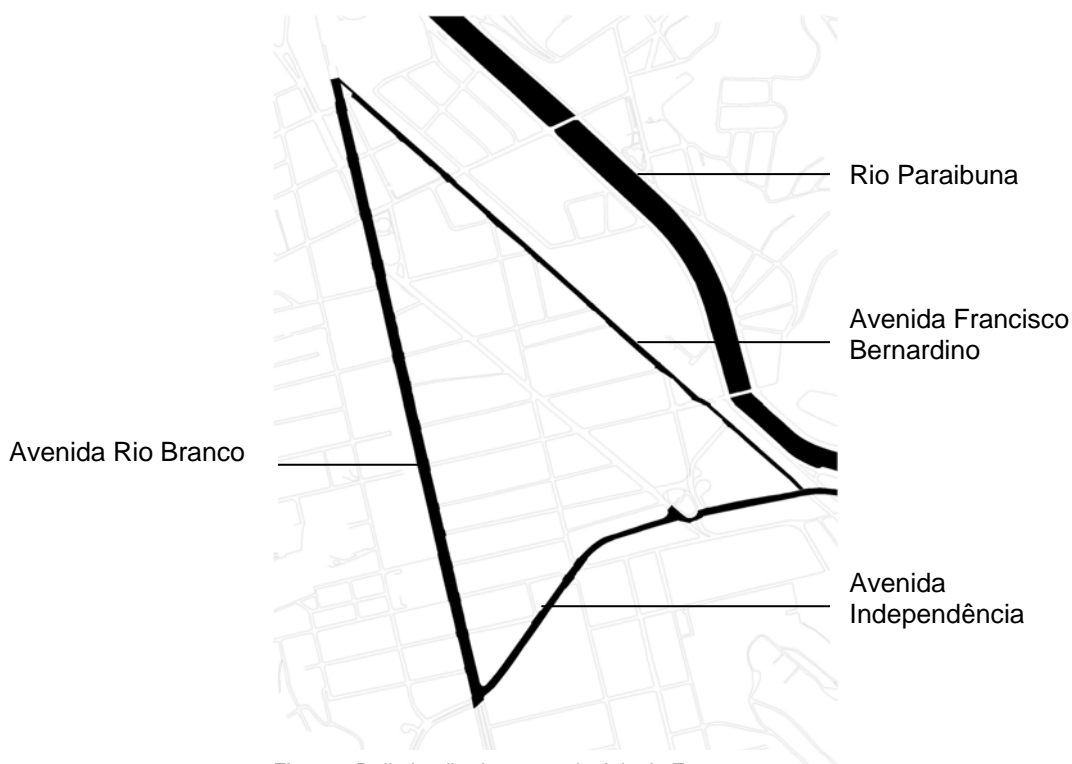 Rio Paraibuna
Avenida Francisco
Bernardino
Avenida Rio Branco
Avenida
Independência